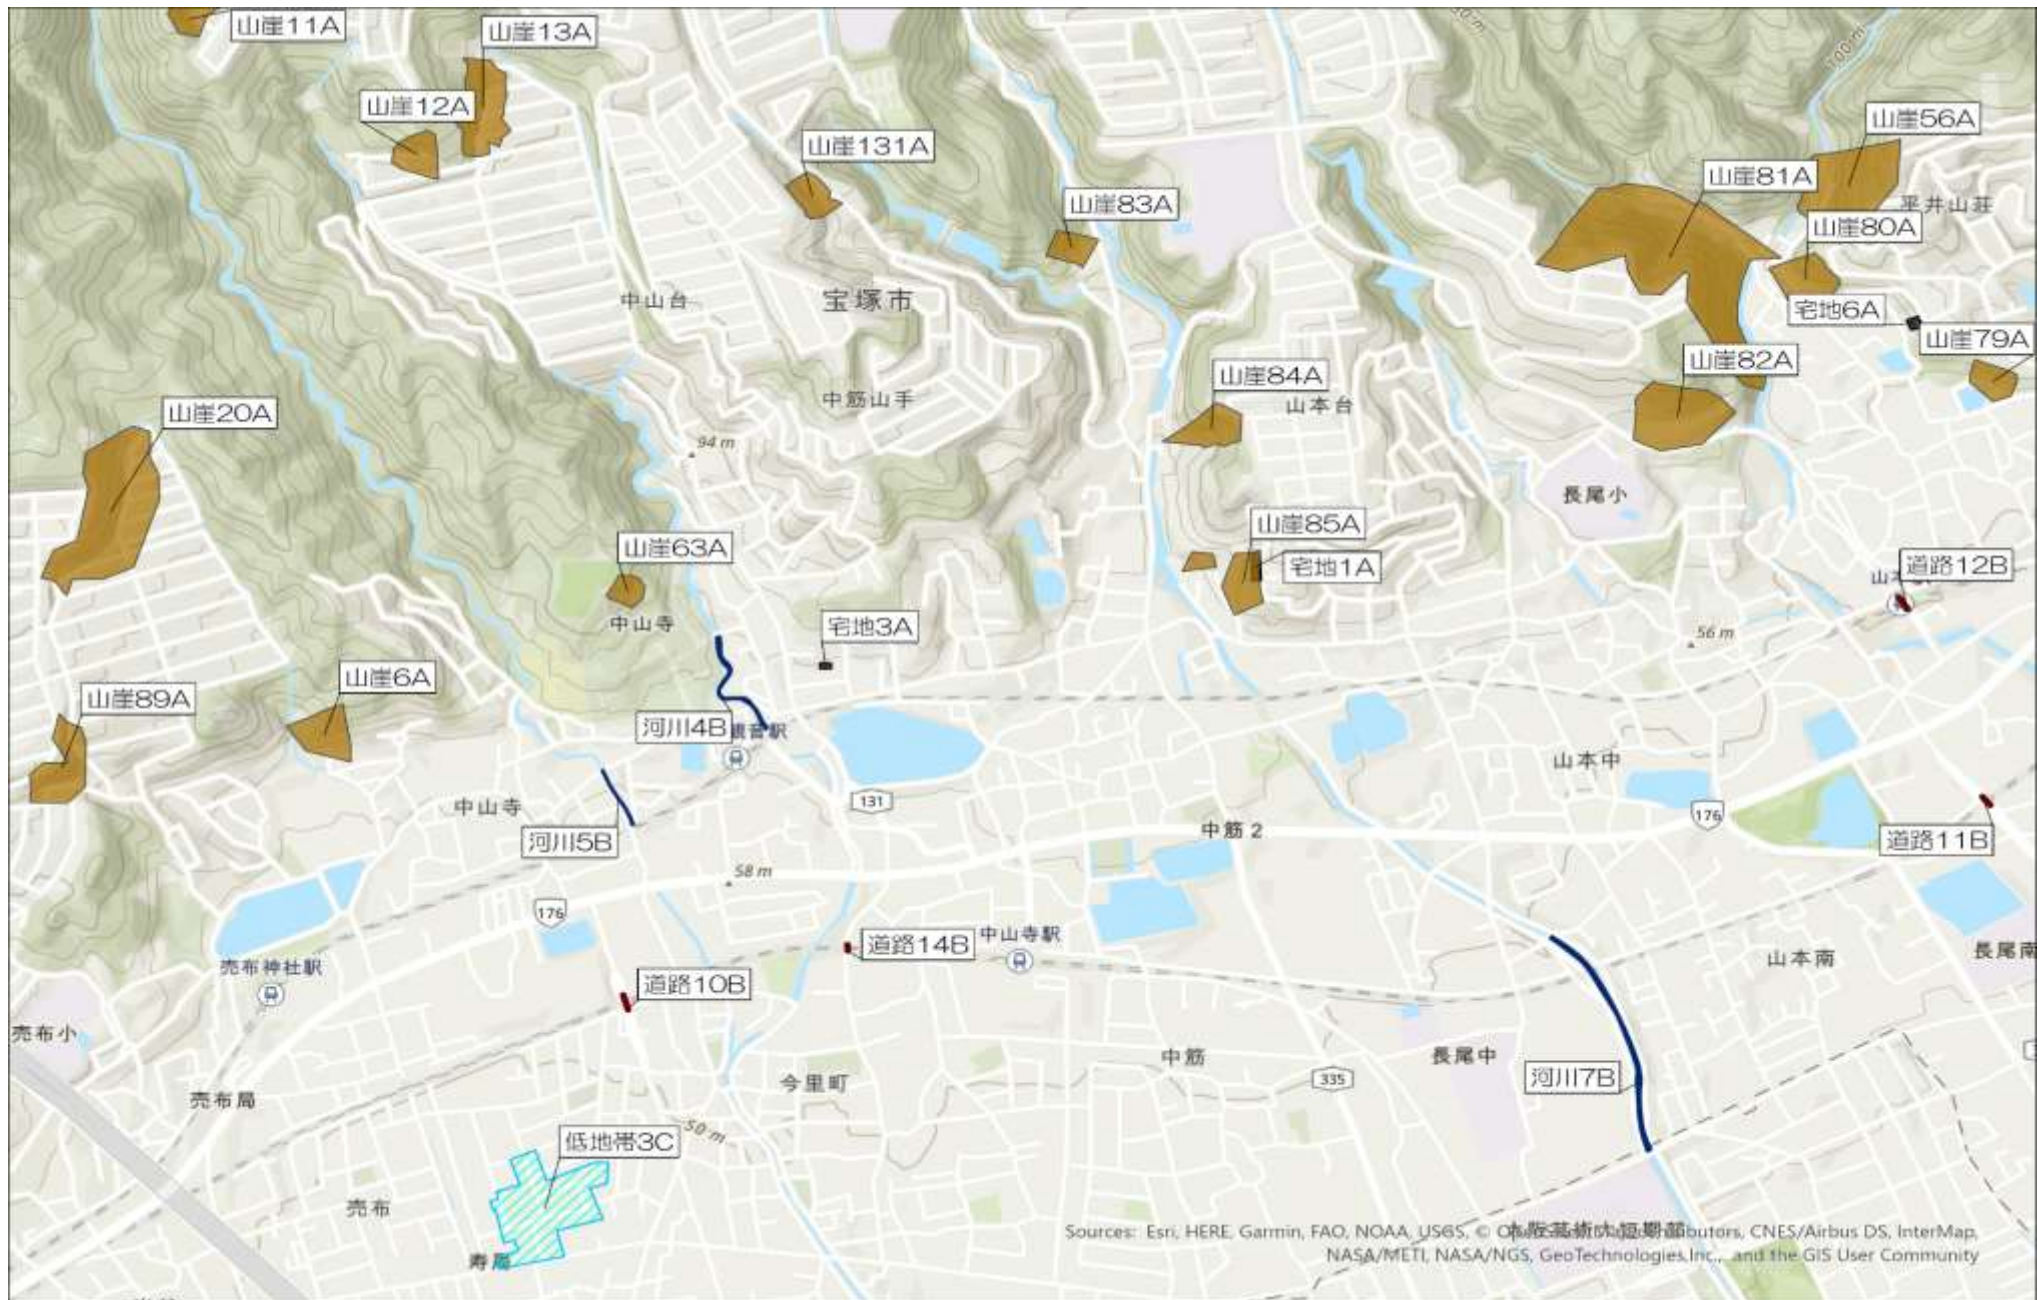 山崖11A
山崖13A
山崖12A
山崖131A
山崖83A
山崖56A
山崖81A
平井山荘
山崖80A
宅地6A
山崖79A
100 m
中山台
宝塚市
中筋山手
94 m
山崖84A
山本台
山崖82A
長尾小
山崖20A
山崖63A
中山寺
山崖85A
宅地1A
道路12B
宅地3A
56 m
山崖6A
山崖89A
河川4B
観音駅
中山寺
河川5B
131
中筋2
山本中
176
道路11B
58 m
176
売布神社駅
道路14B
中山寺駅
山本南
長尾南
道路10B
売布小
売布局
今里町
中筋
335
長尾中
河川7B
50 m
低地帯3C
売布
Sources: Esri, HERE, Garmin, FAO, NOAA, USGS, ©
CNES/Airbus DS, InterMap,
NASA/METI, NASA/NGS, GeoTechnologies,Inc., and the GIS User Community